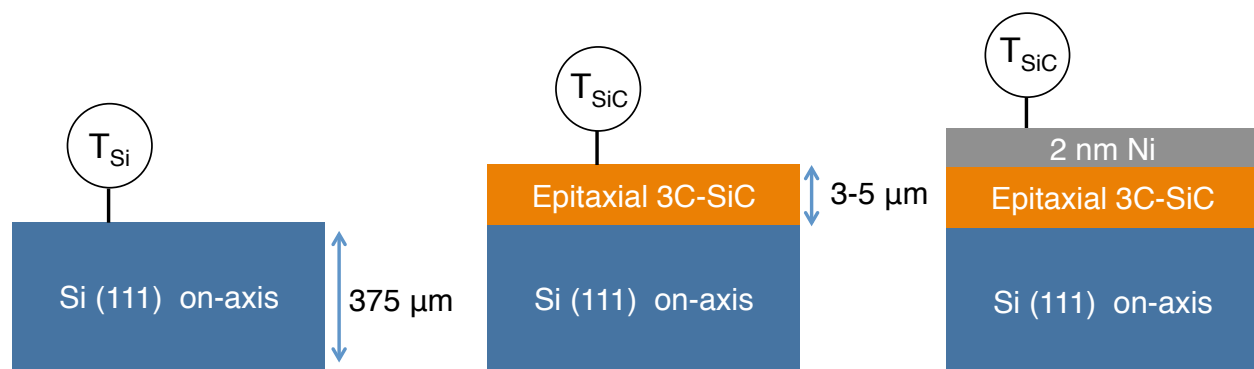 T_Si
Si (111) on-axis
375 μm
T_SiC
Epitaxial 3C-SiC
3-5 μm
Si (111) on-axis
T_SiC
2 nm Ni
Epitaxial 3C-SiC
Si (111) on-axis